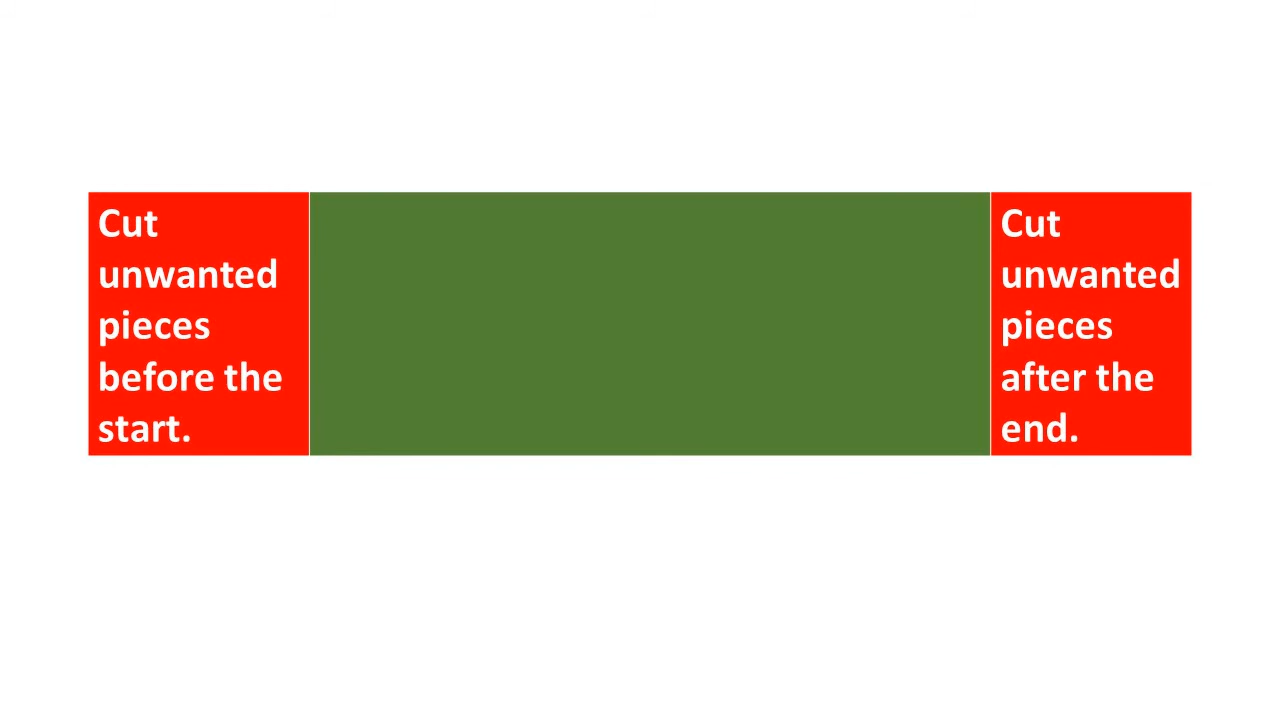 Cut
unwanted
pieces
before the
start.
Cut
unwanted
pieces
after the
end.